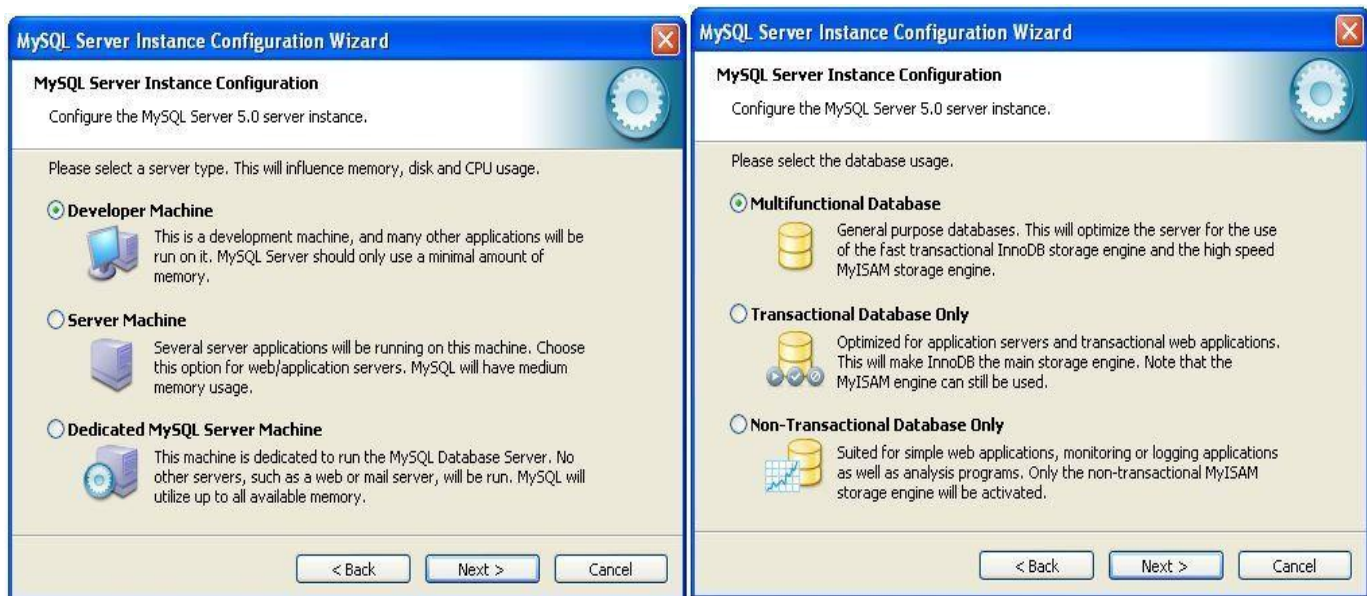 MySQL Server Instance Configuration Wizard
MySQL Server Instance Configuration
Configure the MySQL Server 5.0 server instance.
Please select a server type. This will influence memory, disk and CPU usage.
Developer Machine
This is a development machine, and many other applications will be
run on it. MySQL Server should only use a minimal amount of
memory.
Server Machine
Several server applications will be running on this machine. Choose
this option for web/application servers. MySQL will have medium
memory usage.
Dedicated MySQL Server Machine
This machine is dedicated to run the MySQL Database Server. No
other servers, such as a web or mail server, will be run. MySQL will
utilize up to all available memory.
< Back
Next >
Cancel
MySQL Server Instance Configuration Wizard
MySQL Server Instance Configuration
Configure the MySQL Server 5.0 server instance.
Please select the database usage.
Multifunctional Database
General purpose databases. This will optimize the server for the use
of the fast transactional InnoDB storage engine and the high speed
MyISAM storage engine.
Transactional Database Only
Optimized for application servers and transactional web applications.
This will make InnoDB the main storage engine. Note that the
MyISAM engine can still be used.
Non-Transactional Database Only
Suited for simple web applications, monitoring or logging applications
as well as analysis programs. Only the non-transactional MyISAM
storage engine will be activated.
< Back
Next >
Cancel